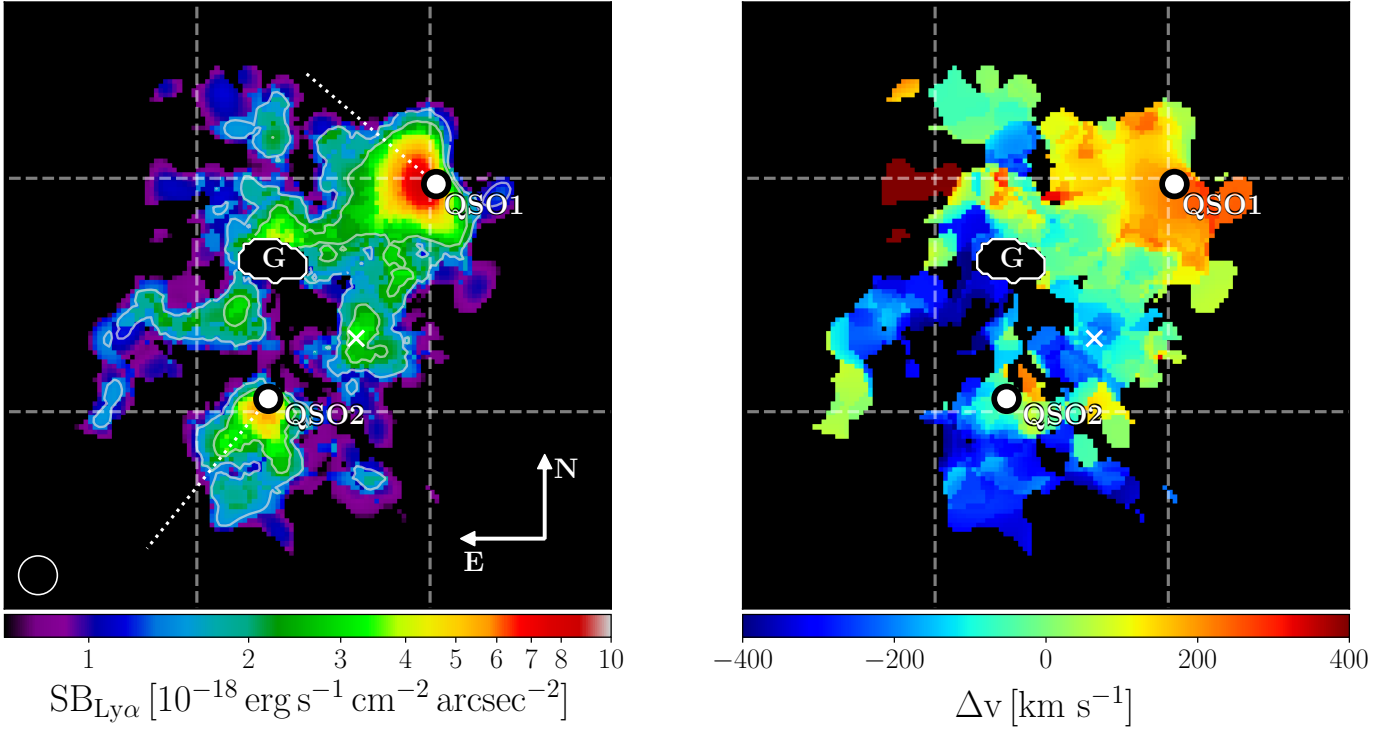 QSO1
G
QSO2
N
E
1 2 3 4 5 6 7 8 10
SB_Lyα [10⁻¹⁸ erg s⁻¹ cm⁻² arcsec⁻²]
QSO1
G
QSO2
−400 −200 0 200 400
Δv [km s⁻¹]